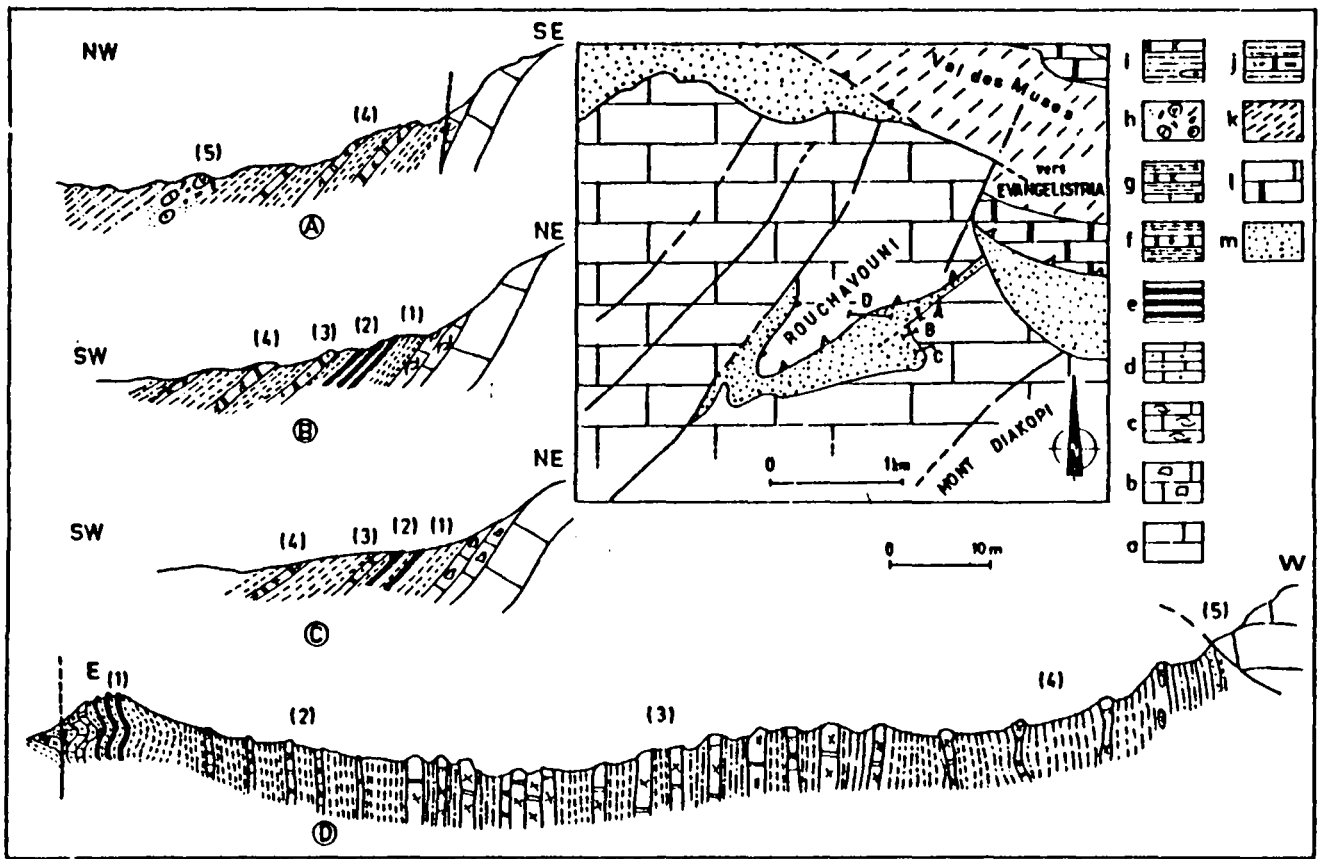 NW
SE
(4)
(5)
A
NE
(1)
(2)
(3)
(4)
SW
B
NE
SW
(4)
(3)
(2)
(1)
C
Val des Muses
vers
EVANGELISTRIA
ROUCHAVOUNI
D
A
B
C
MONT DIAKOPI
0 1km
0 10m
i
j
h
k
g
l
f
m
e
d
c
b
a
W
(5)
E
(1)
(2)
(3)
(4)
D